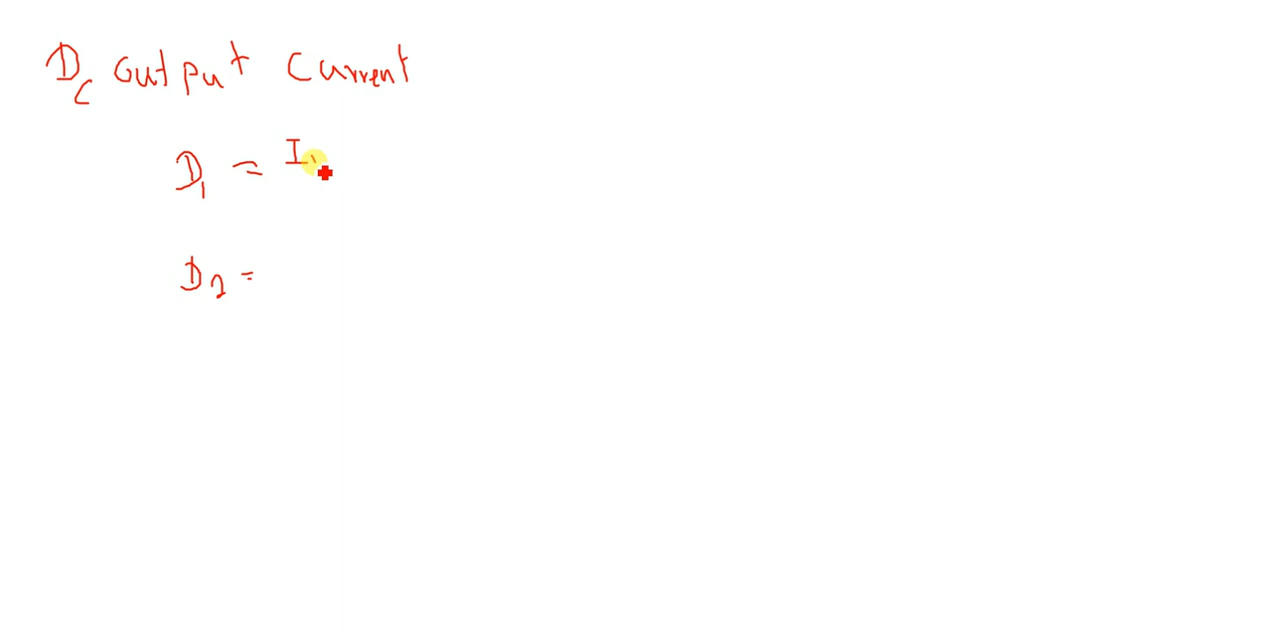 Dc output current
D1 = I
D2 =